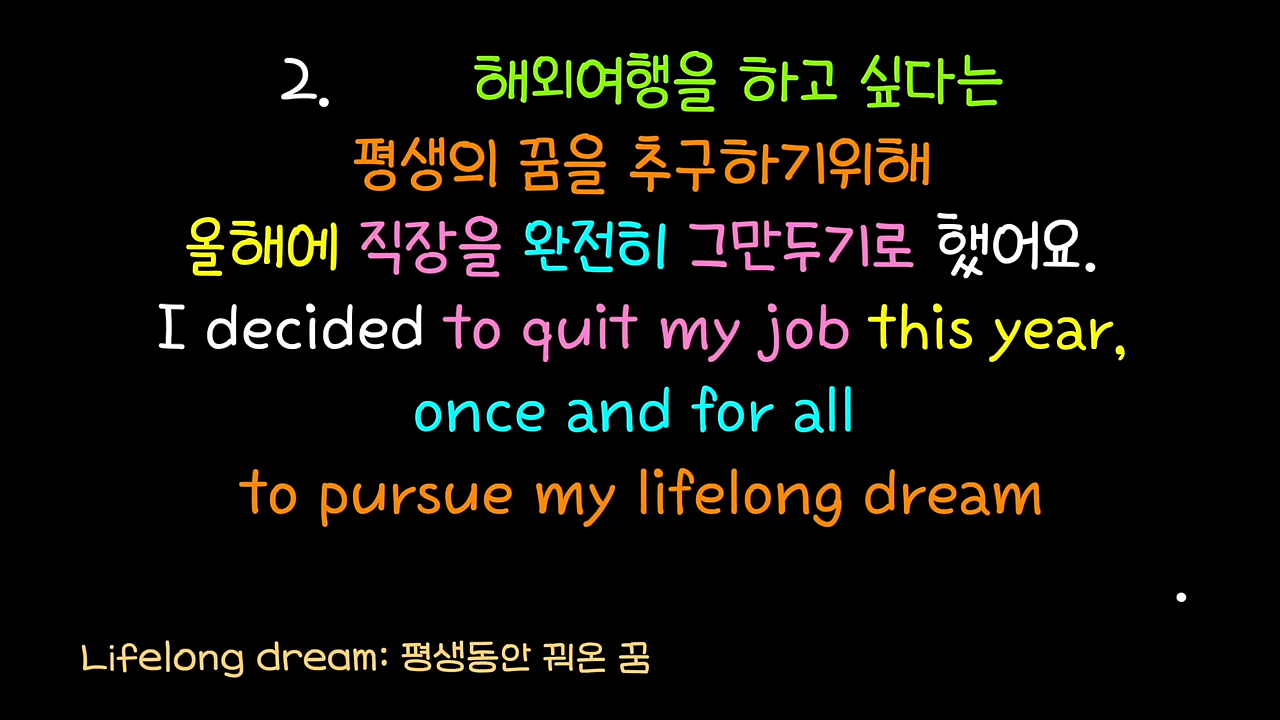 2. 해외여행을 하고 싶다는
평생의 꿈을 추구하기위해
올해에 직장을 완전히 그만두기로 했어요.
I decided to quit my job this year,
once and for all
to pursue my lifelong dream
.
Lifelong dream: 평생동안 꿔온 꿈